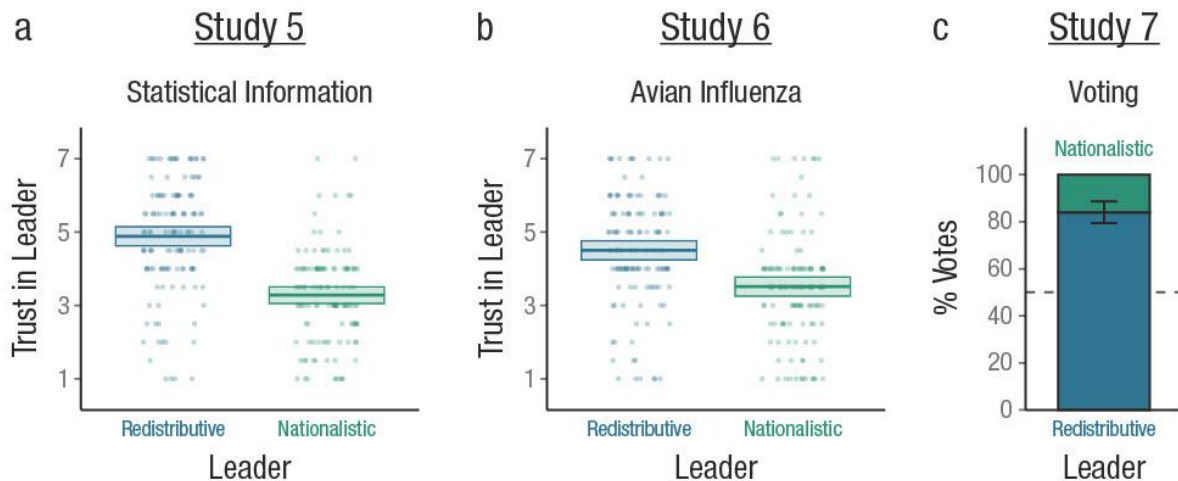 a
Study 5
Statistical Information
Trust in Leader
7
5
3
1
Redistributive
Nationalistic
Leader
b
Study 6
Avian Influenza
Trust in Leader
7
5
3
1
Redistributive
Nationalistic
Leader
c
Study 7
Voting
% Votes
Nationalistic
100
80
60
40
20
0
Redistributive
Leader